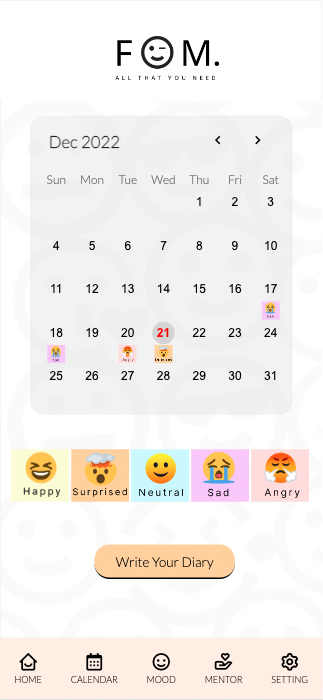 F M.
ALL THAT YOU NEED
Dec 2022
Sun Mon Tue Wed Thu Fri Sat
1 2 3
4 5 6 7 8 9 10
11 12 13 14 15 16 17
Sad
18 19 20 21 22 23 24
Sad Angry
25 26 27 28 29 30 31
Happy Surprised Neutral Sad Angry
Write Your Diary
HOME CALENDAR MOOD MENTOR SETTING